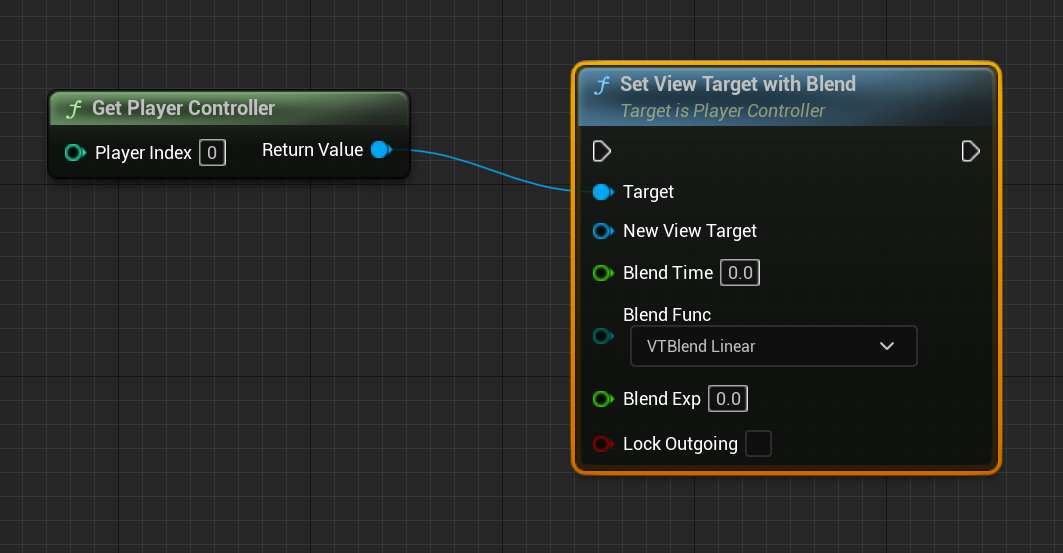 Get Player Controller
Player Index 0
Return Value
Set View Target with Blend
Target is Player Controller
Target
New View Target
Blend Time 0.0
Blend Func
VTBlend Linear
Blend Exp 0.0
Lock Outgoing